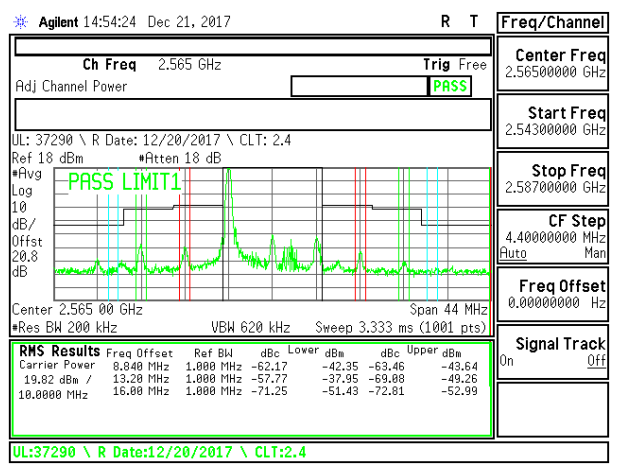 Agilent 14:54:24 Dec 21, 2017 R T
Freq/Channel
Ch Freq 2.565 GHz Trig Free
Adj Channel Power PASS
Center Freq
2.56500000 GHz
Start Freq
2.54300000 GHz
Stop Freq
2.58700000 GHz
CF Step
4.40000000 MHz
Auto Man
Freq Offset
0.00000000 Hz
Signal Track
On Off
UL: 37290 \ R Date: 12/20/2017 \ CLT: 2.4
Ref 18 dBm #Atten 18 dB
#Avg
Log
10
dB/
Offst
20.8
dB
PASS LIMIT1
Center 2.565 00 GHz Span 44 MHz
#Res BW 200 kHz VBW 620 kHz Sweep 3.333 ms (1001 pts)
RMS Results Freq Offset Ref BW dBc Lower dBm dBc Upper dBm
Carrier Power 8.840 MHz 1.000 MHz -62.17 -42.35 -63.46 -43.64
19.82 dBm / 13.20 MHz 1.000 MHz -57.77 -37.95 -69.08 -49.26
10.0000 MHz 16.00 MHz 1.000 MHz -71.25 -51.43 -72.81 -52.99
UL:37290 \ R Date:12/20/2017 \ CLT:2.4